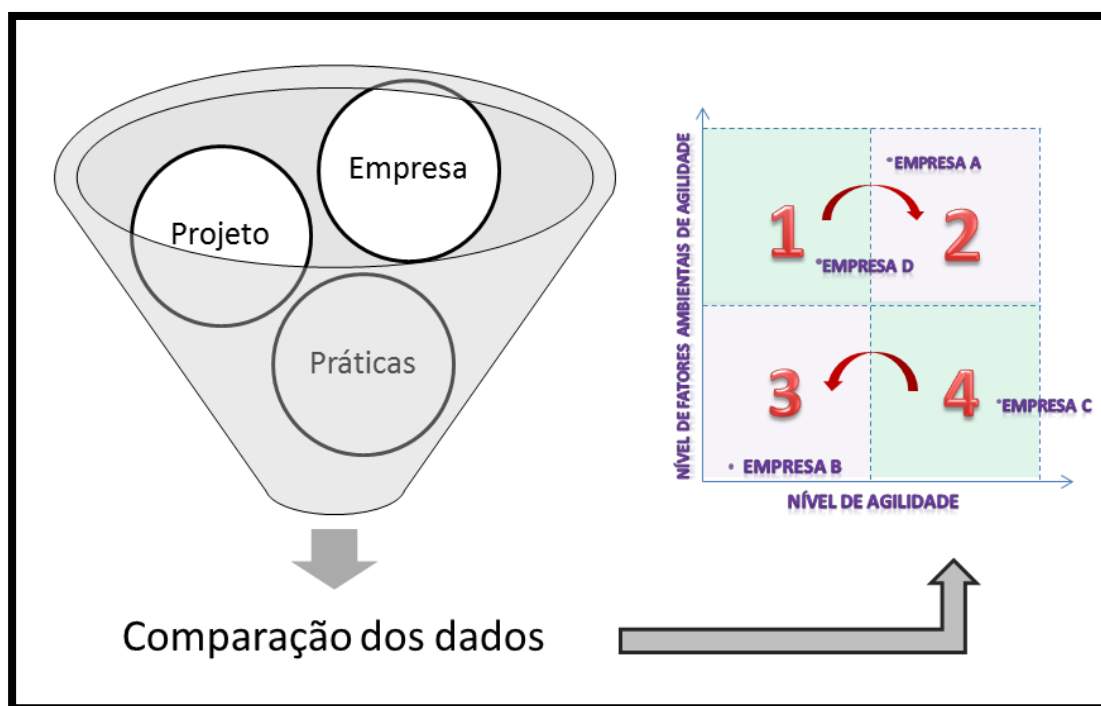 Empresa
Projeto
Práticas
Comparação dos dados
NÍVEL DE FATORES AMBIENTAIS DE AGILIDADE
*EMPRESA A
1
2
*EMPRESA D
3
4
*EMPRESA C
* EMPRESA B
NÍVEL DE AGILIDADE